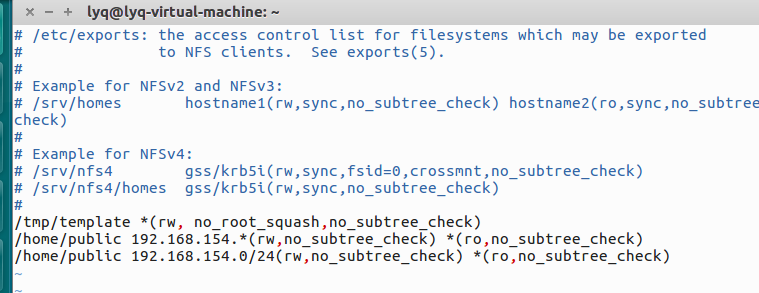 lyq@lyq-virtual-machine: ~
# /etc/exports: the access control list for filesystems which may be exported
#               to NFS clients.  See exports(5).
#
# Example for NFSv2 and NFSv3:
# /srv/homes       hostname1(rw,sync,no_subtree_check) hostname2(ro,sync,no_subtree
check)
#
# Example for NFSv4:
# /srv/nfs4        gss/krb5i(rw,sync,fsid=0,crossmnt,no_subtree_check)
# /srv/nfs4/homes  gss/krb5i(rw,sync,no_subtree_check)
#
/tmp/template *(rw, no_root_squash,no_subtree_check)
/home/public 192.168.154.*(rw,no_subtree_check) *(ro,no_subtree_check)
/home/public 192.168.154.0/24(rw,no_subtree_check) *(ro,no_subtree_check)
~
~